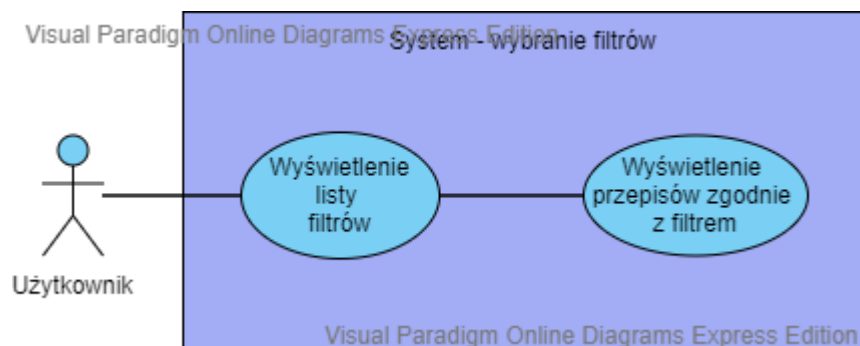 Visual Paradigm Online Diagrams Express Edition
System - wybranie filtrów
Wyświetlenie
listy
filtrów
Wyświetlenie
przepisów zgodnie
z filtrem
Użytkownik
Visual Paradigm Online Diagrams Express Edition